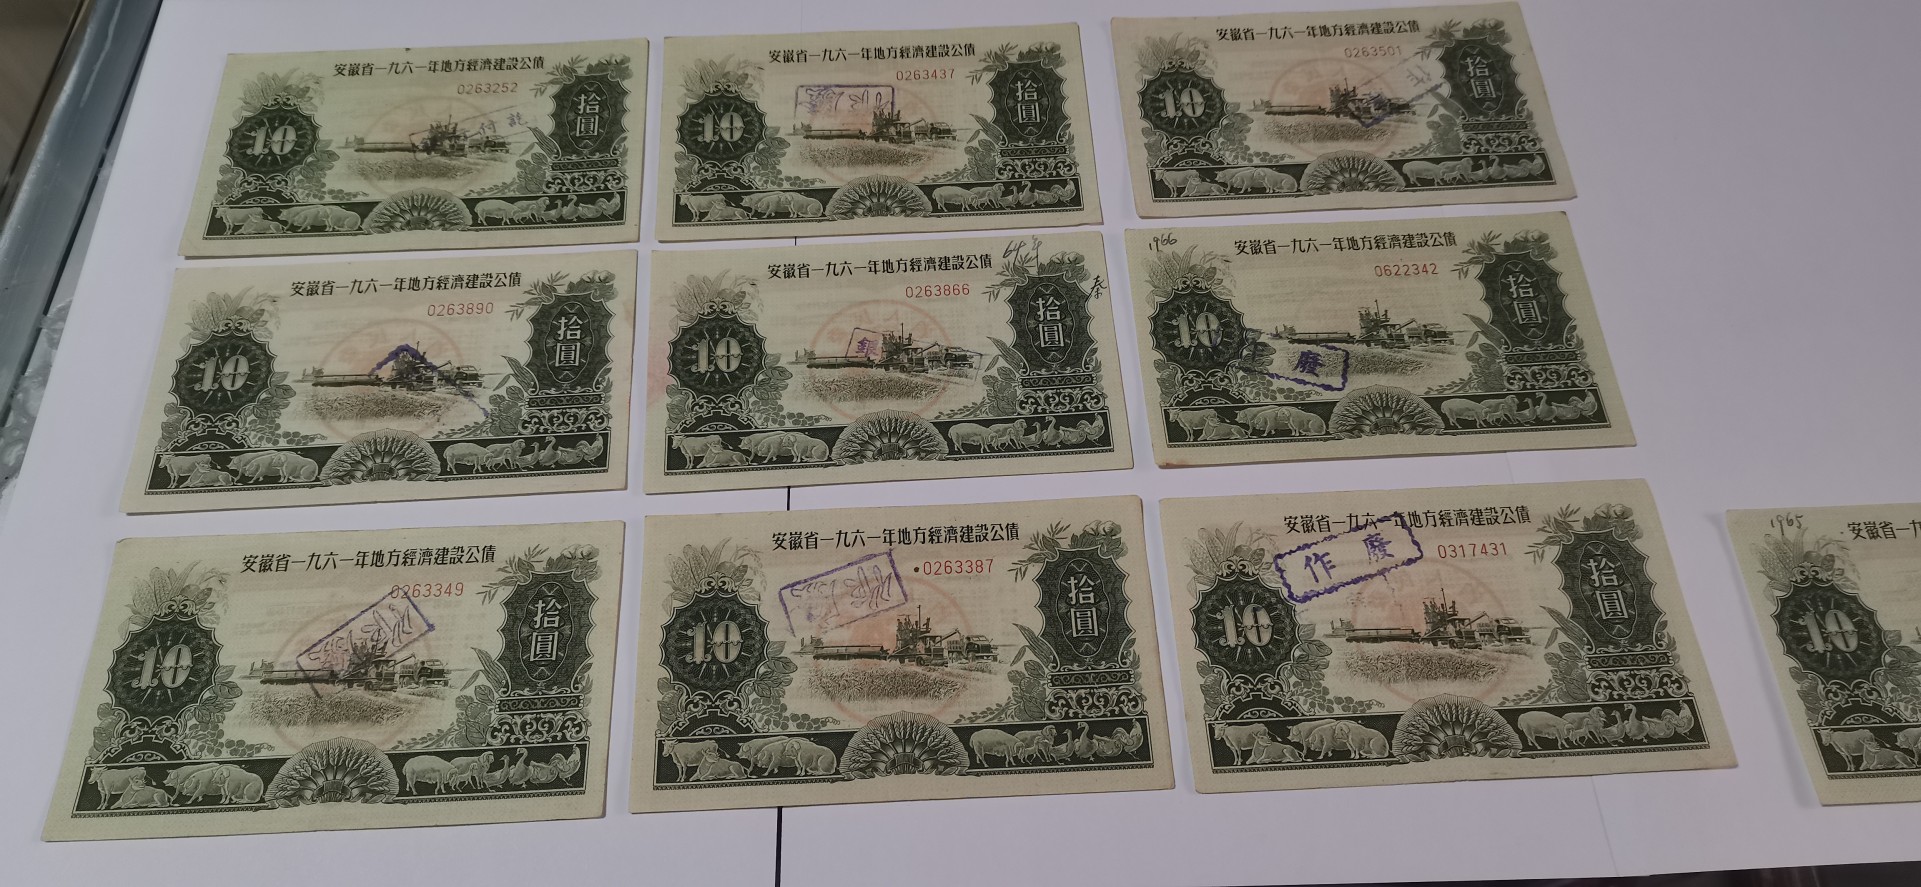 安徽省一九六一年地方經濟建設公債
0263252
10
拾圓
付訖
安徽省一九六一年地方經濟建設公債
0263437
10
拾圓
安徽省一九六一年地方經濟建設公債
0263501
10
拾圓
作
安徽省一九六一年地方經濟建設公債
0263890
10
拾圓
64年
秦
安徽省一九六一年地方經濟建設公債
0263866
10
拾圓
銀
1966
安徽省一九六一年地方經濟建設公債
0622342
10
拾圓
廢
安徽省一九六一年地方經濟建設公債
0263349
10
拾圓
安徽省一九六一年地方經濟建設公債
0263387
10
拾圓
安徽省一九六一年地方經濟建設公債
0317431
作廢
10
拾圓
1965
安徽省一
10